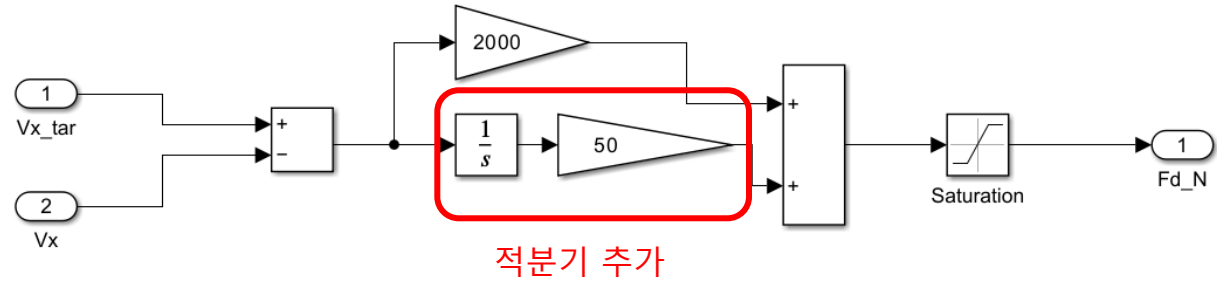 2000
1
Vx_tar
+
−
1
s
50
+
+
Saturation
1
Fd_N
2
Vx
적분기 추가